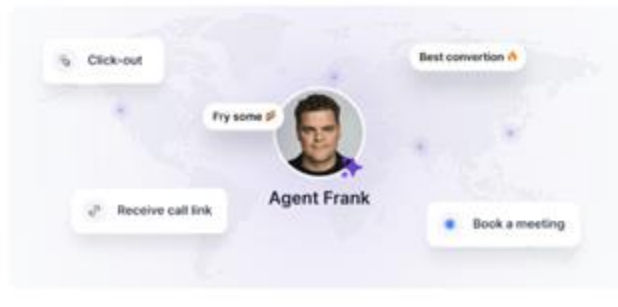 Click-out
Best convertion 🔥
Fry some 🥓
Agent Frank
Receive call link
Book a meeting